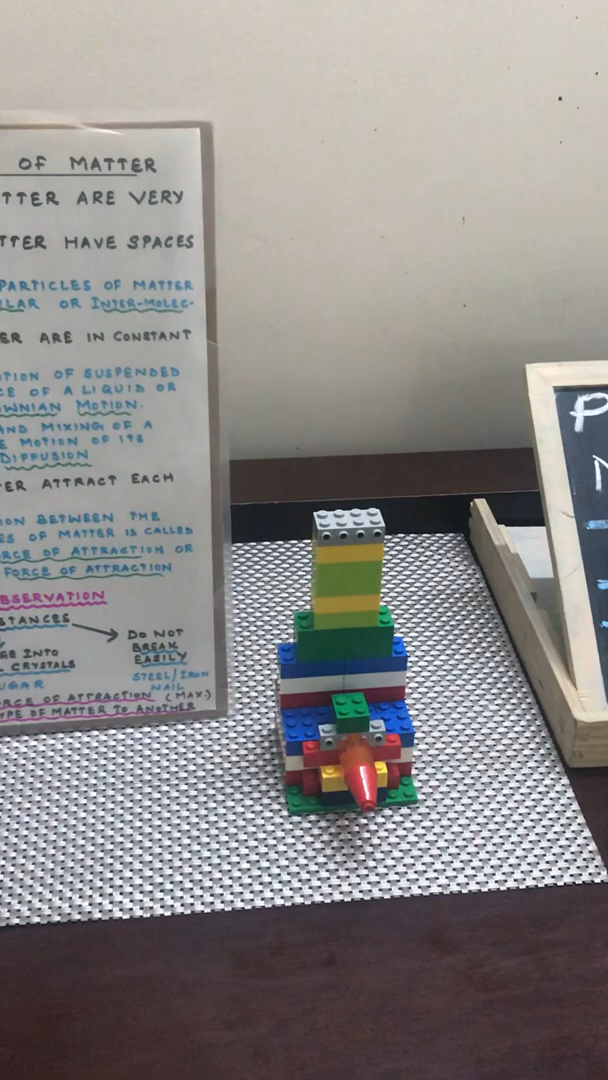 OF MATTER
TTER ARE VERY
TTER HAVE SPACES
PARTICLES OF MATTER
LLAR OR INTER-MOLEC-
ER ARE IN CONSTANT
TION OF SUSPENDED
CE OF A LIQUID OR
WNIAN MOTION.
AND MIXING OF A
E MOTION OF ITS
DIFFUSION
ER ATTRACT EACH
ION BETWEEN THE
ES OF MATTER IS CALLED
ORCE OF ATTRACTION OR
FORCE OF ATTRACTION
BSERVATION
STANCES
DO NOT
GE INTO BREAK
L CRYSTALS EASILY
UGAR STEEL/IRON
NAIL
ORCE OF ATTRACTION (MAX.)
YPE OF MATTER TO ANOTHER
P